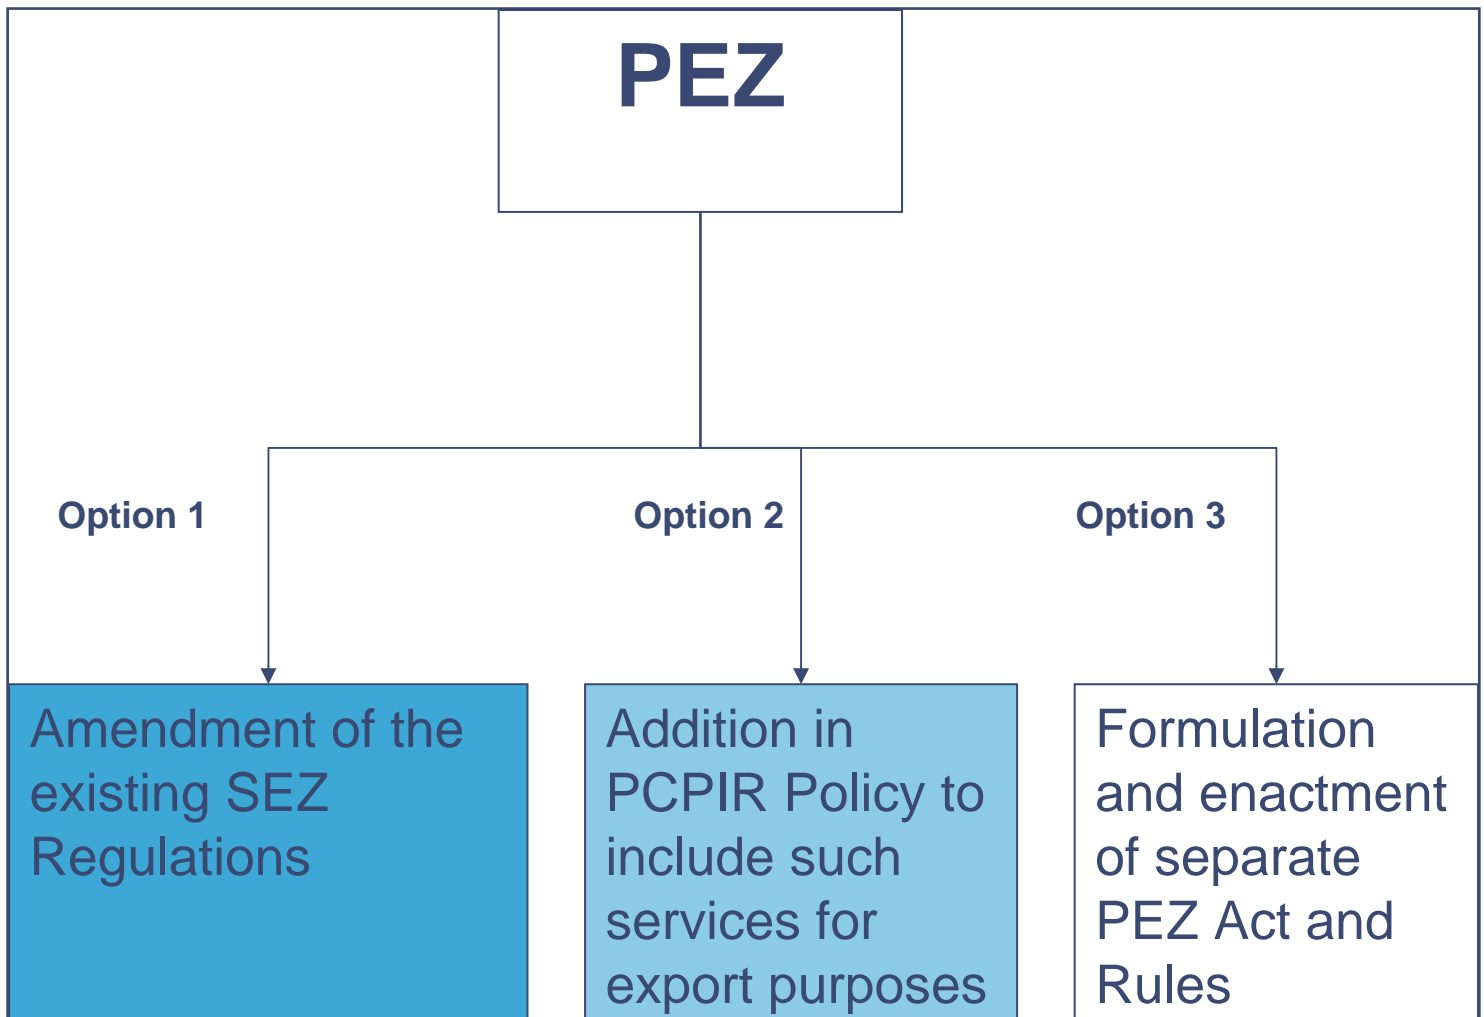 PEZ
Option 1
Option 2
Option 3
Amendment of the
existing SEZ
Regulations
Addition in
PCPIR Policy to
include such
services for
export purposes
Formulation
and enactment
of separate
PEZ Act and
Rules